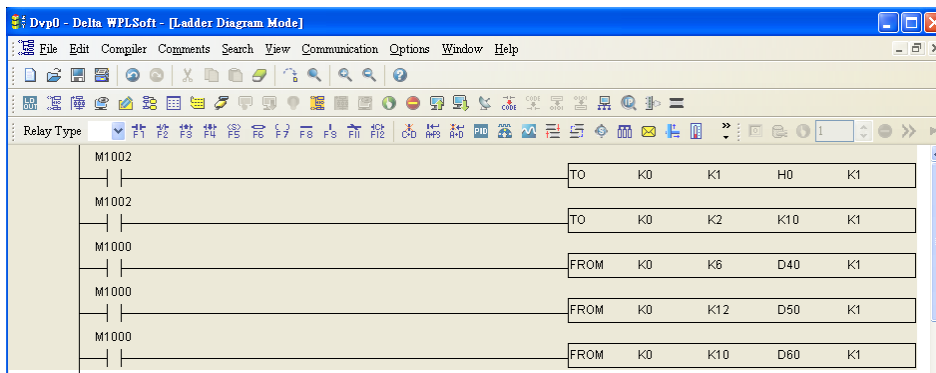 Dvp0 - Delta WPLSoft - [Ladder Diagram Mode]
File Edit Compiler Comments Search View Communication Options Window Help
Relay Type
1
M1002
TO K0 K1 H0 K1
M1002
TO K0 K2 K10 K1
M1000
FROM K0 K6 D40 K1
M1000
FROM K0 K12 D50 K1
M1000
FROM K0 K10 D60 K1